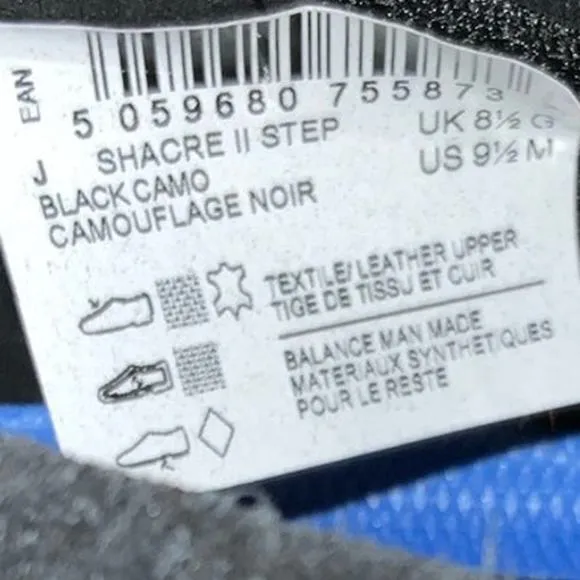 EAN
5 059680 755873
J SHACRE II STEP
UK 8½ G
US 9½ M
BLACK CAMO
CAMOUFLAGE NOIR
TEXTILE/LEATHER UPPER
TIGE DE TISSU ET CUIR
BALANCE MAN MADE
MATERIAUX SYNTHETIQUES
POUR LE RESTE